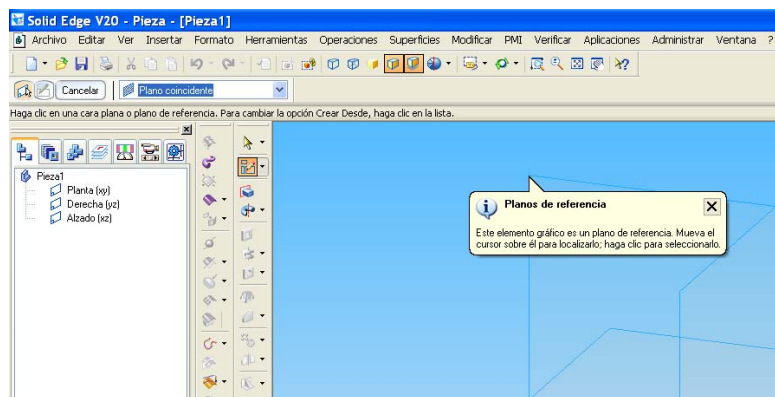 Solid Edge V20 - Pieza - [Pieza1]
Archivo Editar Ver Insertar Formato Herramientas Operaciones Superficies Modificar PMI Verificar Aplicaciones Administrar Ventana ?
Cancelar Plano coincidente
Haga clic en una cara plana o plano de referencia. Para cambiar la opción Crear Desde, haga clic en la lista.
Pieza1
Planta (xy)
Derecha (yz)
Alzado (xz)
Planos de referencia
Este elemento gráfico es un plano de referencia. Mueva el
cursor sobre él para localizarlo; haga clic para seleccionarlo.